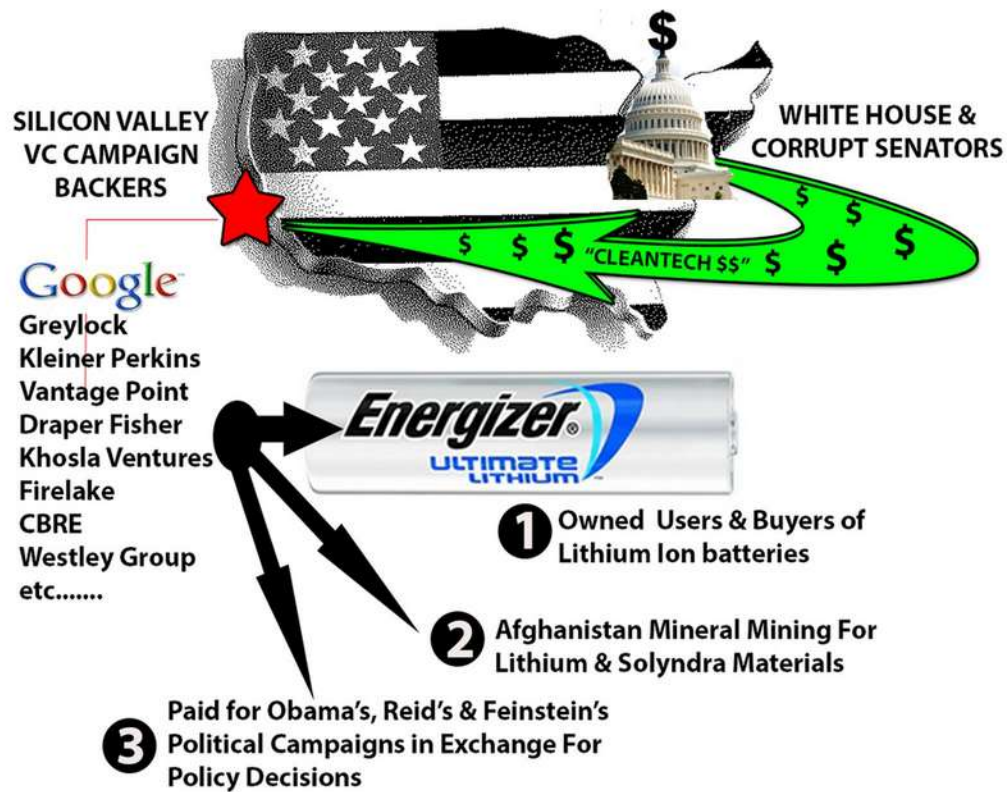 $
SILICON VALLEY
VC CAMPAIGN
BACKERS
WHITE HOUSE &
CORRUPT SENATORS
$ $ $ "CLEANTECH $$" $ $ $ $ $
Google™
Greylock
Kleiner Perkins
Vantage Point
Draper Fisher
Khosla Ventures
Firelake
CBRE
Westley Group
etc.......
Energizer®
ULTIMATE
LITHIUM™
1 Owned Users & Buyers of
Lithium Ion batteries
2 Afghanistan Mineral Mining For
Lithium & Solyndra Materials
3 Paid for Obama's, Reid's & Feinstein's
Political Campaigns in Exchange For
Policy Decisions